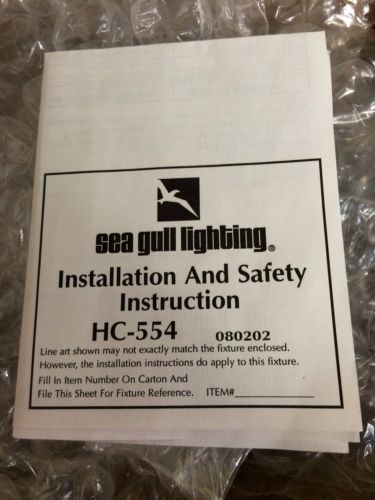 sea gull lighting®
Installation And Safety
Instruction
HC-554 080202
Line art shown may not exactly match the fixture enclosed.
However, the installation instructions do apply to this fixture.
Fill In Item Number On Carton And
File This Sheet For Fixture Reference. ITEM#______________